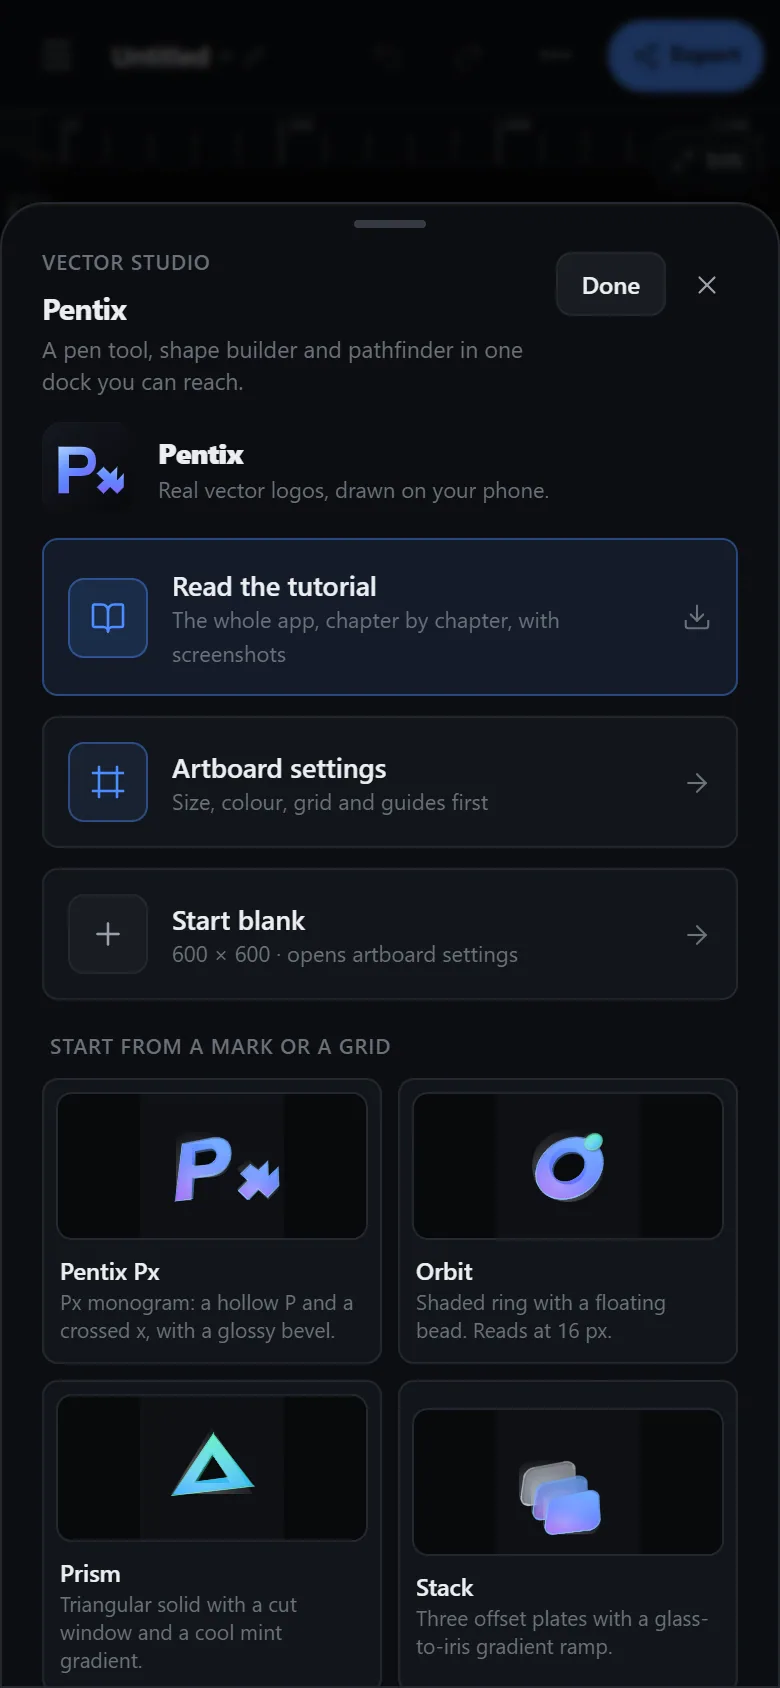 Untitled
Export
VECTOR STUDIO
Pentix
A pen tool, shape builder and pathfinder in one
dock you can reach.
Done
Px
Pentix
Real vector logos, drawn on your phone.
Read the tutorial
The whole app, chapter by chapter, with
screenshots
Artboard settings
Size, colour, grid and guides first
Start blank
600 × 600 · opens artboard settings
START FROM A MARK OR A GRID
Px
Pentix Px
Px monogram: a hollow P and a
crossed x, with a glossy bevel.
Orbit
Shaded ring with a floating
bead. Reads at 16 px.
Prism
Triangular solid with a cut
window and a cool mint
gradient.
Stack
Three offset plates with a glass-
to-iris gradient ramp.